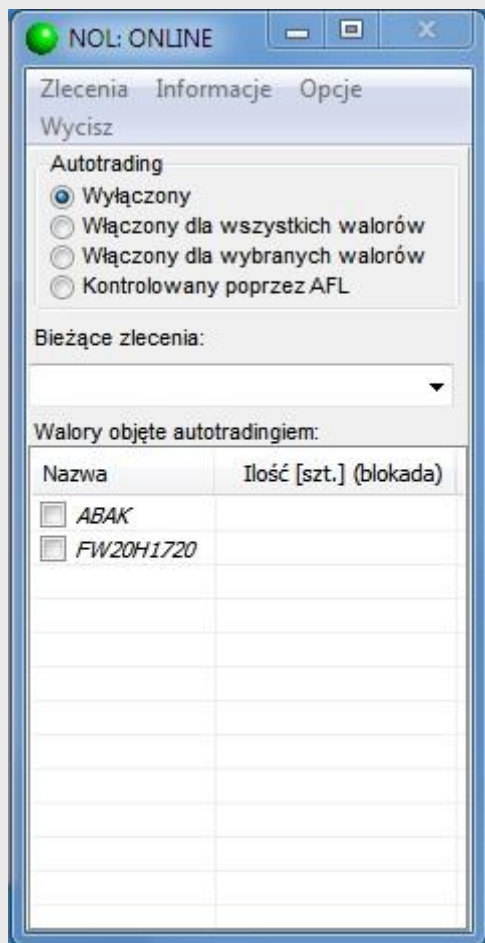 NOL: ONLINE
Zlecenia Informacje Opcje
Wycisz
Autotrading
Wyłączony
Włączony dla wszystkich walorów
Włączony dla wybranych walorów
Kontrolowany poprzez AFL
Bieżące zlecenia:
Walory objęte autotradingiem:
Nazwa Ilość [szt.] (blokada)
ABAK
FW20H1720